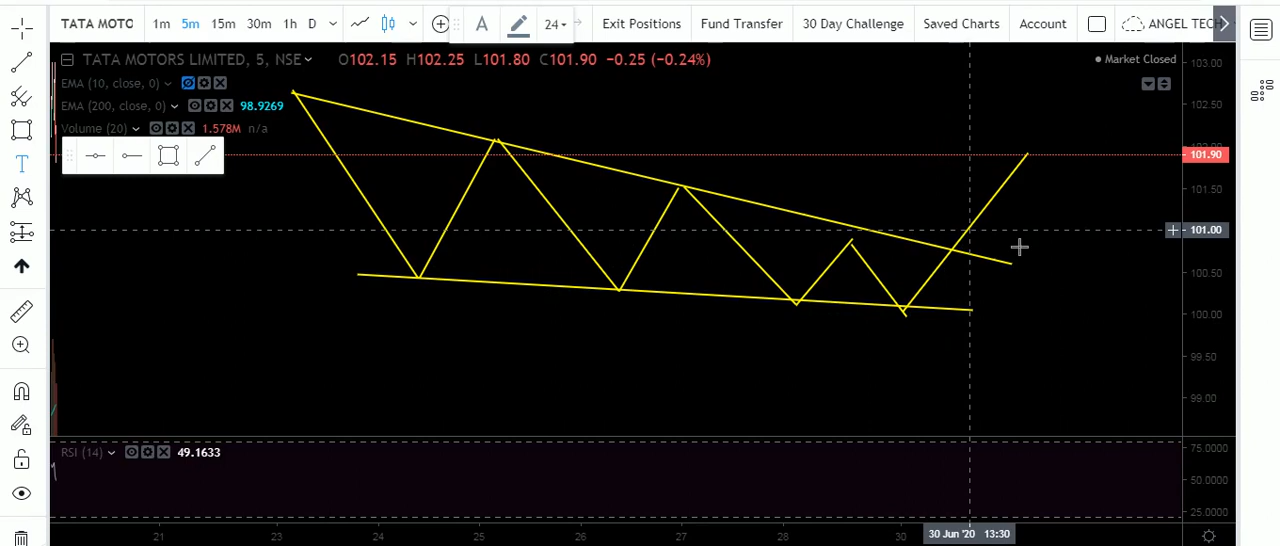 TATA MOTO 1m 5m 15m 30m 1h D A 24 Exit Positions Fund Transfer 30 Day Challenge Saved Charts Account ANGEL TECH
TATA MOTORS LIMITED, 5, NSE O102.15 H102.25 L101.80 C101.90 −0.25 (−0.24%) Market Closed
103.00
EMA (10, close, 0)
EMA (200, close, 0) 98.9269
102.50
Volume (20) 1.578M n/a
101.90
101.50
101.00
100.50
100.00
99.50
99.00
RSI (14) 49.1633
75.0000
50.0000
25.0000
21 23 24 25 26 27 28 30 30 Jun '20 13:30